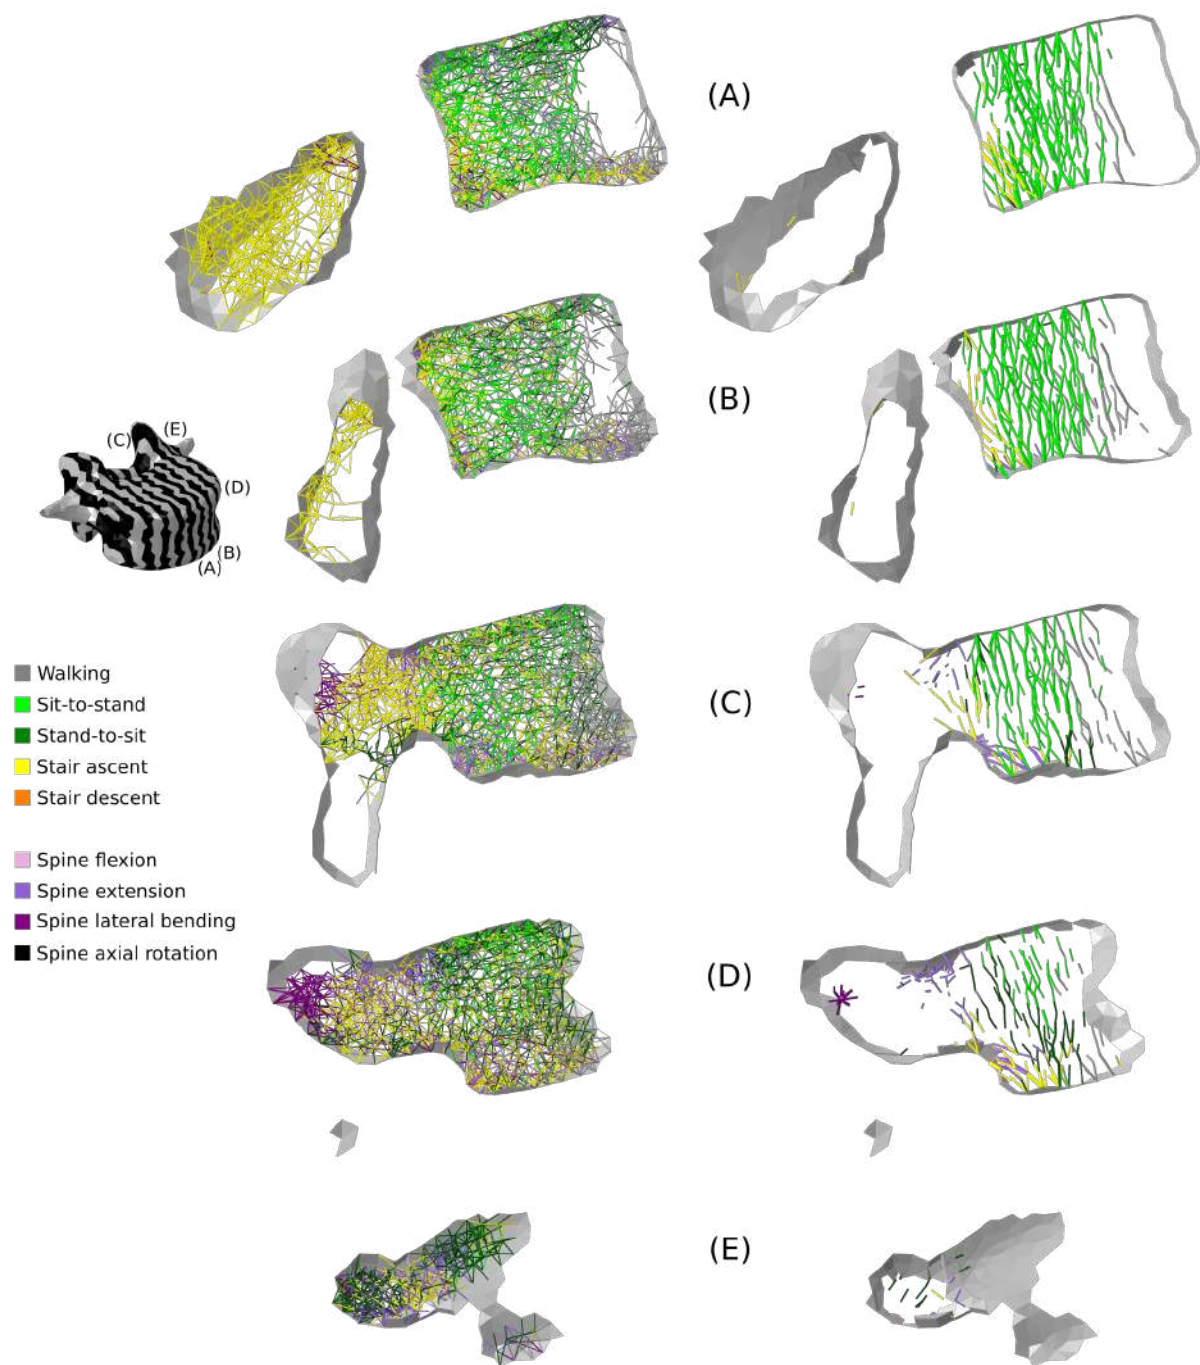 (A)
(B)
(C)
(E)
(D)
(B)
(A)
Walking
Sit-to-stand
Stand-to-sit
Stair ascent
Stair descent
(C)
Spine flexion
Spine extension
Spine lateral bending
Spine axial rotation
(D)
(E)